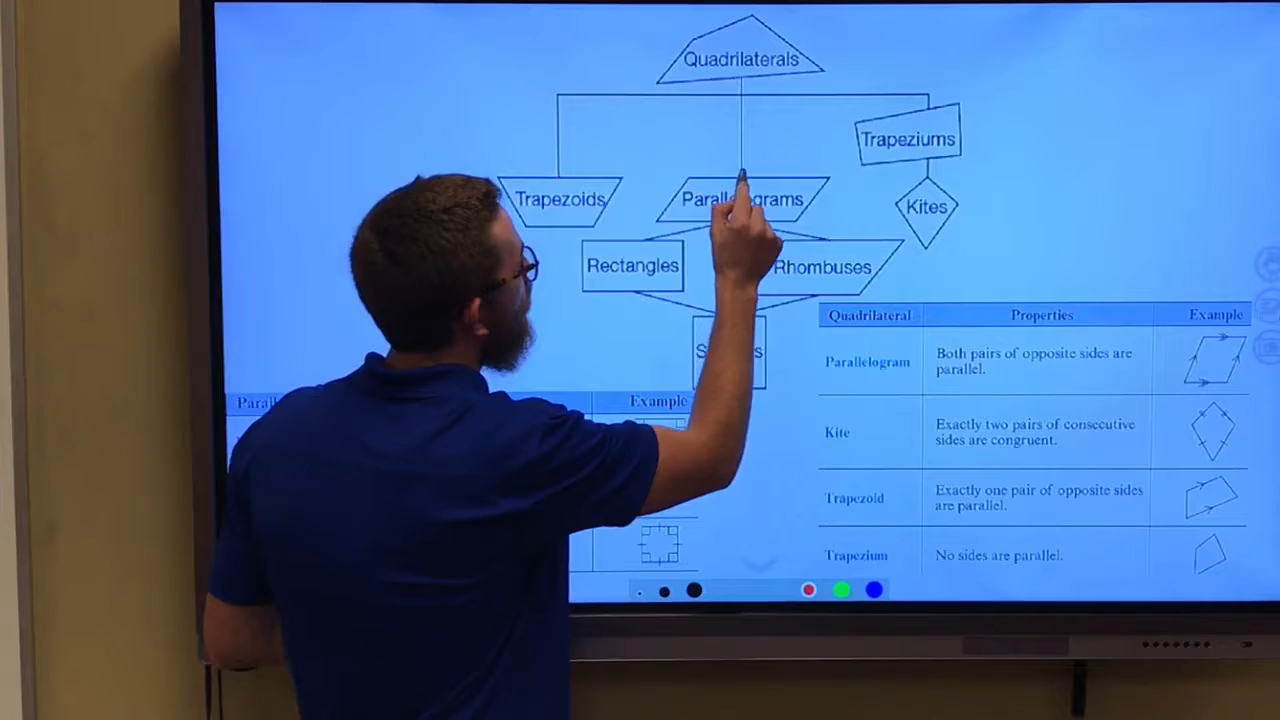 Quadrilaterals
Trapeziums
Trapezoids
Kites
Rectangles
Rhombuses
Quadrilateral Properties Example
Parallelogram Both pairs of opposite sides are
parallel.
Kite Exactly two pairs of consecutive
sides are congruent.
Trapezoid Exactly one pair of opposite sides
are parallel.
Trapezium No sides are parallel.
Example